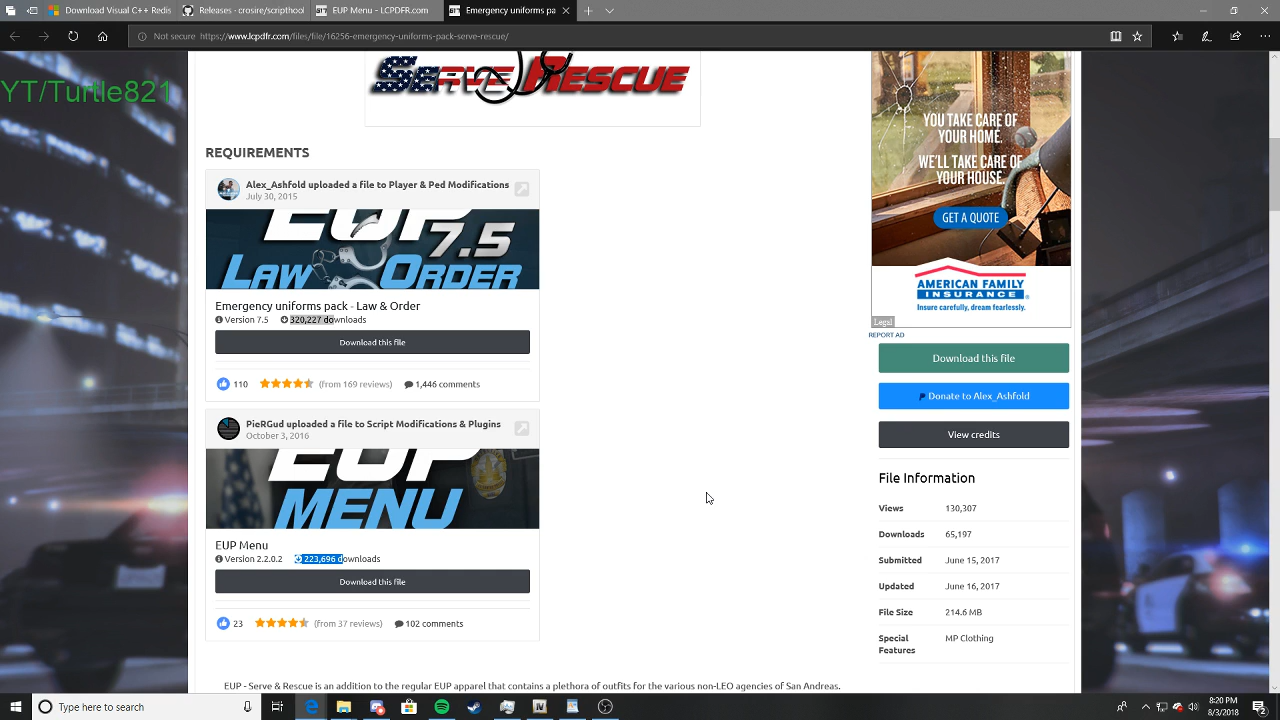 Download Visual C++ Redi
Releases
EUP - Menu
Emergency uniforms pa
Not secure https://www.lcpdfr.com/files/file/16256-emergency-uniforms-pack-serve-rescue/
YT/Turtle821
SERVE RESCUE
REQUIREMENTS
Alex_Ashfold uploaded a file to Player & Ped Modifications
July 30, 2015
EUP 7.5
LAW ORDER
Emergency uniforms pack - Law & Order
Version 7.5 320,227 downloads
Download this file
110 (from 169 reviews) 1,446 comments
PieRGud uploaded a file to Script Modifications & Plugins
October 3, 2016
EUP
MENU
EUP Menu
Version 2.2.0.2 223,696 downloads
Download this file
23 (from 37 reviews) 102 comments
EUP - Serve & Rescue is an addition to the regular EUP apparel that contains a plethora of outfits for the various non-LEO agencies of San Andreas.
YOU TAKE CARE OF
YOUR HOME.
WE'LL TAKE CARE OF
YOUR HOUSE.
GET A QUOTE
AMERICAN FAMILY
INSURANCE
Insure carefully, dream fearlessly.
Legal
REPORT AD
Download this file
Donate to Alex_Ashfold
View credits
File Information
Views 130,307
Downloads 65,197
Submitted June 15, 2017
Updated June 16, 2017
File Size 214.6 MB
Special Features MP Clothing
Type here to search
8:20 PM
8/3/2018